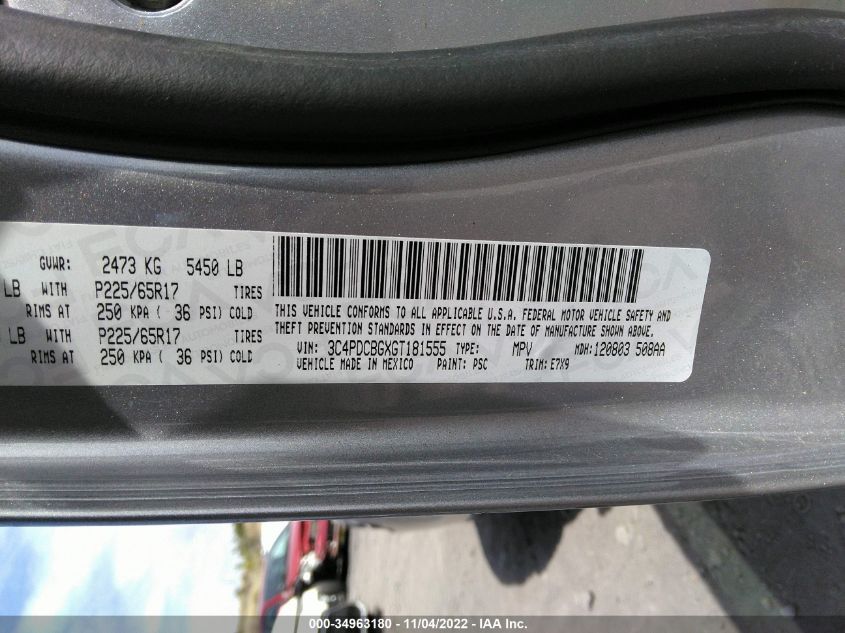 GVWR: 2473 KG 5450 LB
LB WITH P225/65R17 TIRES
RIMS AT 250 KPA ( 36 PSI) COLD
LB WITH P225/65R17 TIRES
RIMS AT 250 KPA ( 36 PSI) COLD
THIS VEHICLE CONFORMS TO ALL APPLICABLE U.S.A. FEDERAL MOTOR VEHICLE SAFETY AND
THEFT PREVENTION STANDARDS IN EFFECT ON THE DATE OF MANUFACTURE SHOWN ABOVE.
VIN: 3C4PDCBGXGT181555 TYPE: MPV MDH: 120803 508AA
VEHICLE MADE IN MEXICO PAINT: PSC TRIM: E7X9
000-34963180 - 11/04/2022 - IAA Inc.